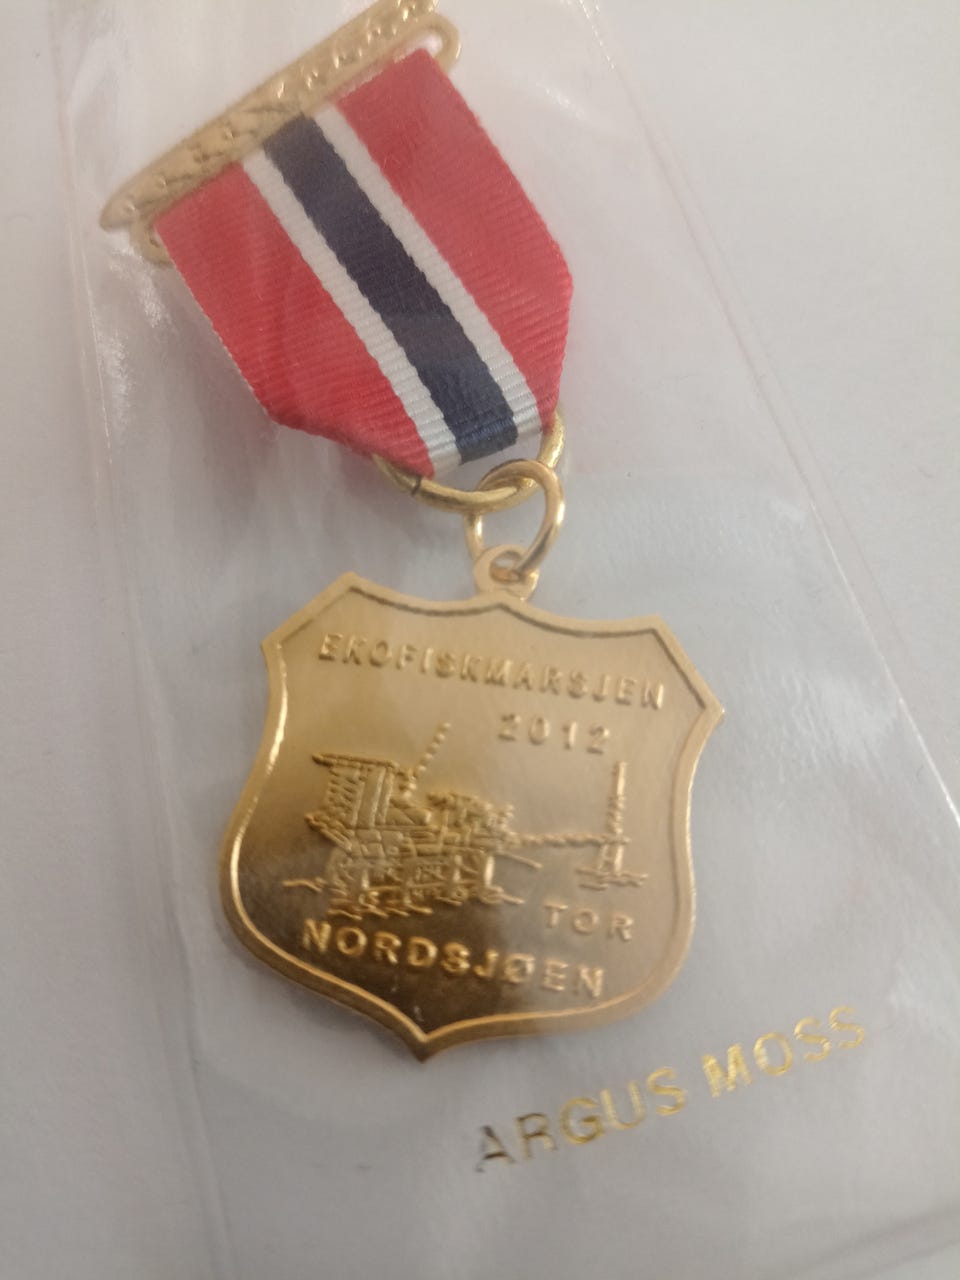 EKOFISKMARSJEN
2012
TOR
NORDSJØEN
ARGUS MOSS